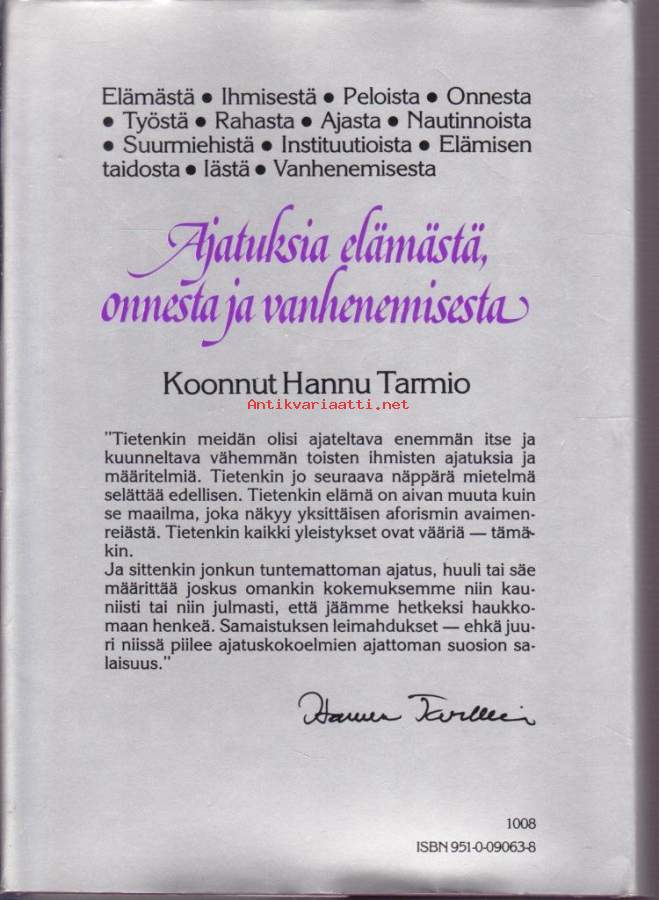 Elämästä ● Ihmisestä ● Peloista ● Onnesta
● Työstä ● Rahasta ● Ajasta ● Nautinnoista
● Suurmiehistä ● Instituutioista ● Elämisen
taidosta ● Iästä ● Vanhenemisesta
Ajatuksia elämästä,
onnesta ja vanhenemisesta
Koonnut Hannu Tarmio
Antikvariaatti.net
"Tietenkin meidän olisi ajateltava enemmän itse ja
kuunneltava vähemmän toisten ihmisten ajatuksia ja
määritelmiä. Tietenkin jo seuraava näppärä mietelmä
selättää edellisen. Tietenkin elämä on aivan muuta kuin
se maailma, joka näkyy yksittäisen aforismin avaimen-
reiästä. Tietenkin kaikki yleistykset ovat vääriä — tämä-
kin.
Ja sittenkin jonkun tuntemattoman ajatus, huuli tai säe
määrittää joskus omankin kokemuksemme niin kau-
niisti tai niin julmasti, että jäämme hetkeksi haukko-
maan henkeä. Samaistuksen leimahdukset — ehkä juu-
ri niissä piilee ajatuskokoelmien ajattoman suosion sa-
laisuus."
Hannu Tarmio
1008
ISBN 951-0-09063-8